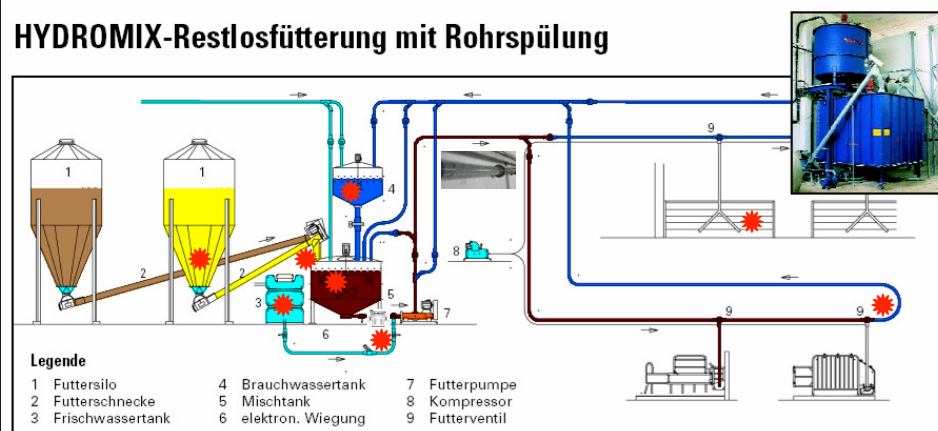 HYDROMIX-Restlosfütterung mit Rohrspülung
1
1
2
2
3
4
5
6
7
8
9
9
9
Legende
1 Futtersilo
2 Futterschnecke
3 Frischwassertank
4 Brauchwassertank
5 Mischtank
6 elektron. Wiegung
7 Futterpumpe
8 Kompressor
9 Futterventil